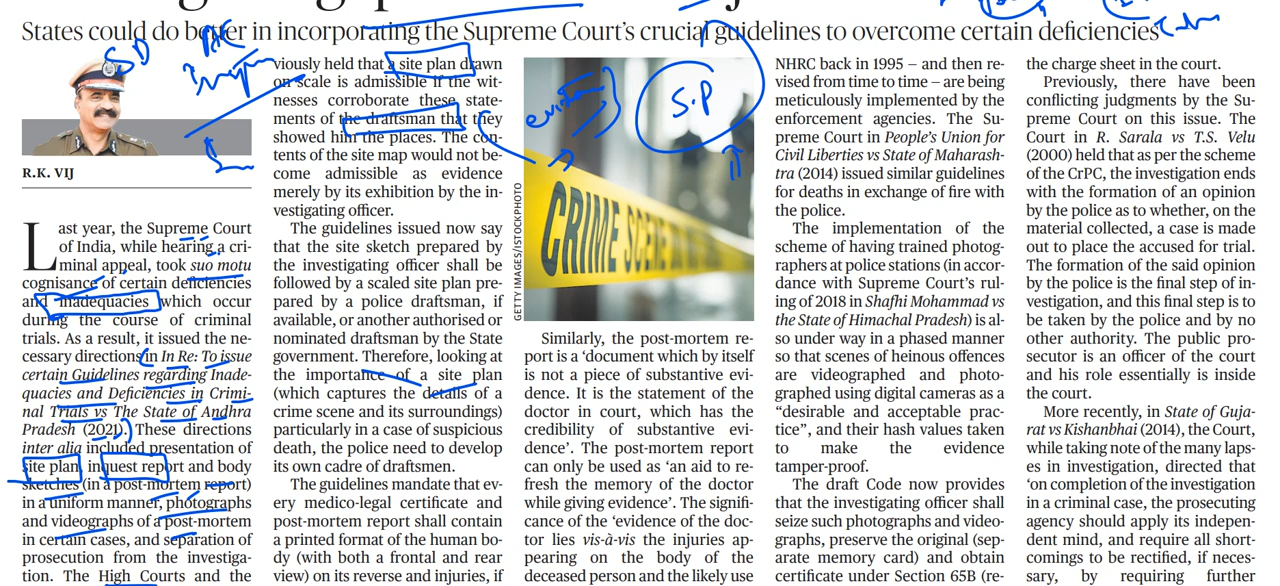 States could do better in incorporating the Supreme Court's crucial guidelines to overcome certain deficiencies
SD
R.K. VIJ
Last year, the Supreme Court
of India, while hearing a cri-
minal appeal, took suo motu
cognisance of certain deficiencies
and inadequacies which occur
during the course of criminal
trials. As a result, it issued the ne-
cessary directions in In Re: To issue
certain Guidelines regarding Inade-
quacies and Deficiencies in Crimi-
nal Trials vs The State of Andhra
Pradesh (2021). These directions
inter alia included presentation of
site plan, inquest report and body
sketches (in a post-mortem report)
in a uniform manner, photographs
and videographs of a post-mortem
in certain cases, and separation of
prosecution from the investiga-
tion. The High Courts and the
viously held that a site plan drawn
on scale is admissible if the wit-
nesses corroborate these state-
ments of the draftsman that they
showed him the places. The con-
tents of the site map would not be-
come admissible as evidence
merely by its exhibition by the in-
vestigating officer.
The guidelines issued now say
that the site sketch prepared by
the investigating officer shall be
followed by a scaled site plan pre-
pared by a police draftsman, if
available, or another authorised or
nominated draftsman by the State
government. Therefore, looking at
the importance of a site plan
(which captures the details of a
crime scene and its surroundings)
particularly in a case of suspicious
death, the police need to develop
its own cadre of draftsmen.
The guidelines mandate that ev-
ery medico-legal certificate and
post-mortem report shall contain
a printed format of the human bo-
dy (with both a frontal and rear
view) on its reverse and injuries, if
S.P
CRIME SCENE
GETTY IMAGES/ISTOCKPHOTO
Similarly, the post-mortem re-
port is a 'document which by itself
is not a piece of substantive evi-
dence. It is the statement of the
doctor in court, which has the
credibility of substantive evi-
dence'. The post-mortem report
can only be used as 'an aid to re-
fresh the memory of the doctor
while giving evidence'. The signifi-
cance of the 'evidence of the doc-
tor lies vis-à-vis the injuries ap-
pearing on the body of the
deceased person and the likely use
NHRC back in 1995 – and then re-
vised from time to time – are being
meticulously implemented by the
enforcement agencies. The Su-
preme Court in People's Union for
Civil Liberties vs State of Maharash-
tra (2014) issued similar guidelines
for deaths in exchange of fire with
the police.
The implementation of the
scheme of having trained photog-
raphers at police stations (in accor-
dance with Supreme Court's rul-
ing of 2018 in Shafhi Mohammad vs
the State of Himachal Pradesh) is al-
so under way in a phased manner
so that scenes of heinous offences
are videographed and photo-
graphed using digital cameras as a
"desirable and acceptable prac-
tice", and their hash values taken
to make the evidence
tamper-proof.
The draft Code now provides
that the investigating officer shall
seize such photographs and video-
graphs, preserve the original (sep-
arate memory card) and obtain
certificate under Section 65B (re-
the charge sheet in the court.
Previously, there have been
conflicting judgments by the Su-
preme Court on this issue. The
Court in R. Sarala vs T.S. Velu
(2000) held that as per the scheme
of the CrPC, the investigation ends
with the formation of an opinion
by the police as to whether, on the
material collected, a case is made
out to place the accused for trial.
The formation of the said opinion
by the police is the final step of in-
vestigation, and this final step is to
be taken by the police and by no
other authority. The public pro-
secutor is an officer of the court
and his role essentially is inside
the court.
More recently, in State of Guja-
rat vs Kishanbhai (2014), the Court,
while taking note of the many laps-
es in investigation, directed that
'on completion of the investigation
in a criminal case, the prosecuting
agency should apply its indepen-
dent mind, and require all short-
comings to be rectified, if neces-
sary, by requiring further